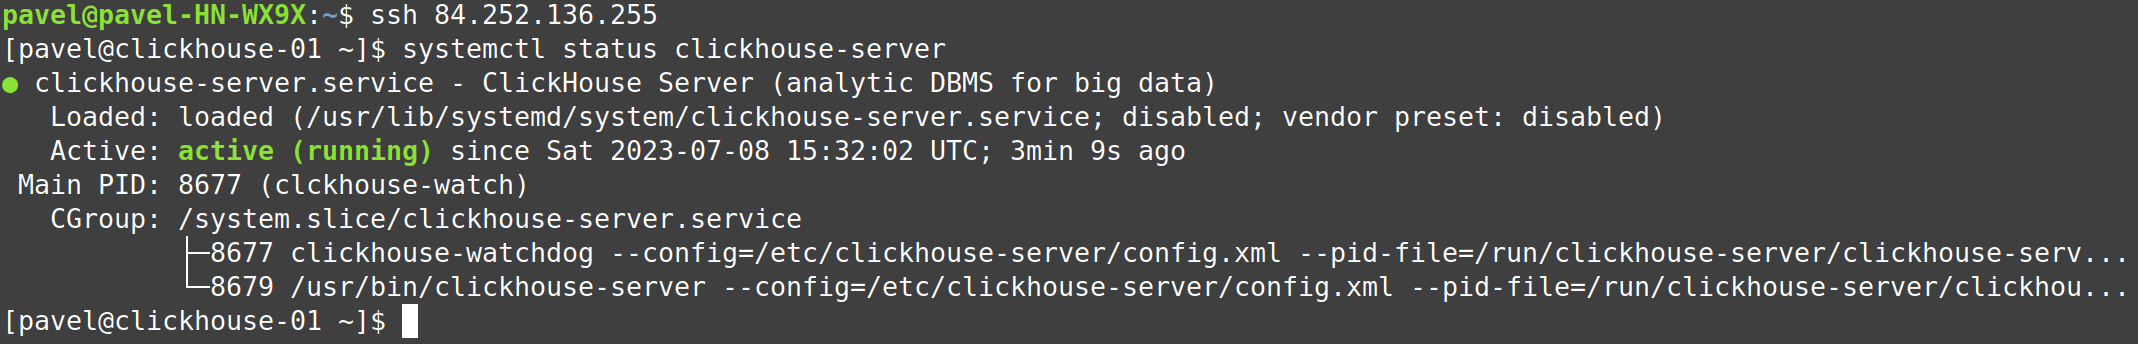 pavel@pavel-HN-WX9X:~$ ssh 84.252.136.255
[pavel@clickhouse-01 ~]$ systemctl status clickhouse-server
● clickhouse-server.service - ClickHouse Server (analytic DBMS for big data)
   Loaded: loaded (/usr/lib/systemd/system/clickhouse-server.service; disabled; vendor preset: disabled)
   Active: active (running) since Sat 2023-07-08 15:32:02 UTC; 3min 9s ago
 Main PID: 8677 (clckhouse-watch)
   CGroup: /system.slice/clickhouse-server.service
           ├─8677 clickhouse-watchdog --config=/etc/clickhouse-server/config.xml --pid-file=/run/clickhouse-server/clickhouse-serv...
           └─8679 /usr/bin/clickhouse-server --config=/etc/clickhouse-server/config.xml --pid-file=/run/clickhouse-server/clickhou...
[pavel@clickhouse-01 ~]$